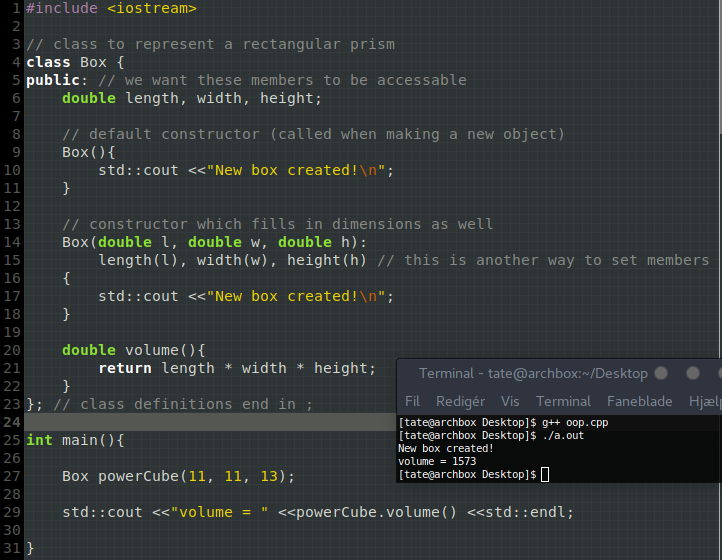 1 #include <iostream>
2
3 // class to represent a rectangular prism
4 class Box {
5 public: // we want these members to be accessable
6     double length, width, height;
7
8     // default constructor (called when making a new object)
9     Box(){
10         std::cout <<"New box created!\n";
11     }
12
13     // constructor which fills in dimensions as well
14     Box(double l, double w, double h):
15         length(l), width(w), height(h) // this is another way to set members
16     {
17         std::cout <<"New box created!\n";
18     }
19
20     double volume(){
21         return length * width * height;
22     }
23 }; // class definitions end in ;
24
25 int main(){
26
27     Box powerCube(11, 11, 13);
28
29     std::cout <<"volume = " <<powerCube.volume() <<std::endl;
30
31 }
Terminal - tate@archbox:~/Desktop
Fil Redigér Vis Terminal Faneblade Hjælp
[tate@archbox Desktop]$ g++ oop.cpp
[tate@archbox Desktop]$ ./a.out
New box created!
volume = 1573
[tate@archbox Desktop]$